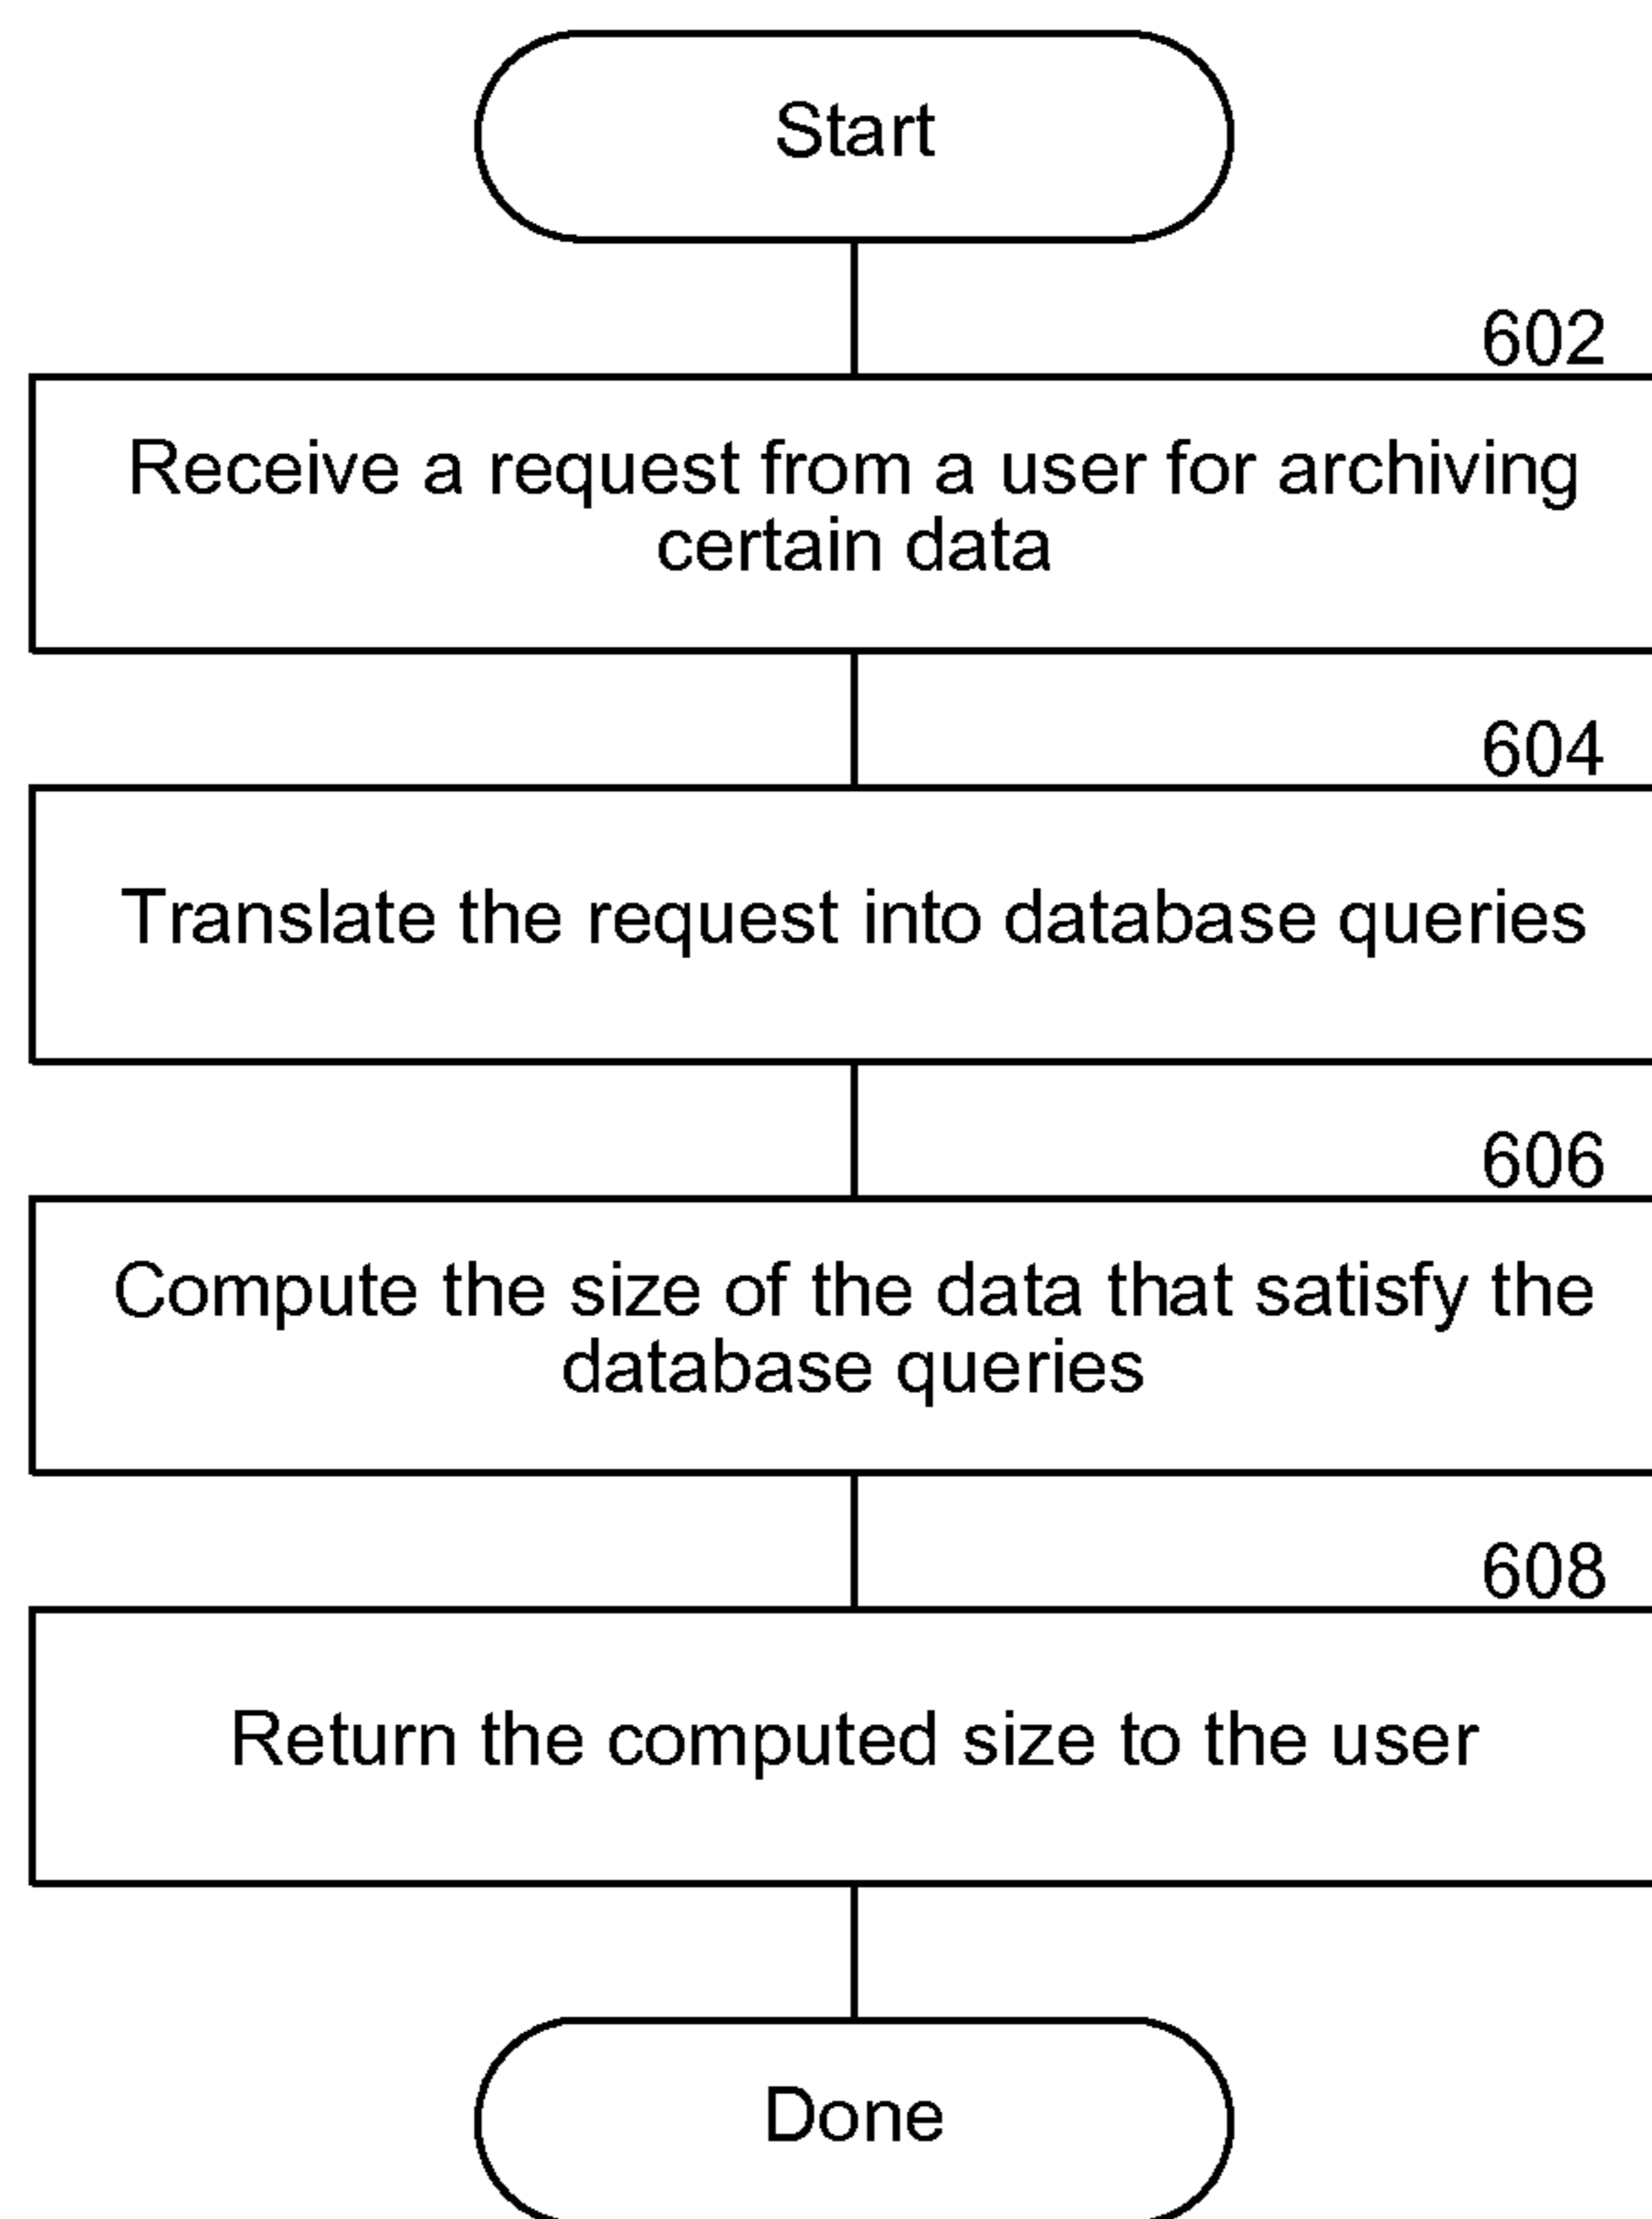 Start
602
Receive a request from a user for archiving
certain data
604
Translate the request into database queries
606
Compute the size of the data that satisfy the
database queries
608
Return the computed size to the user
Done